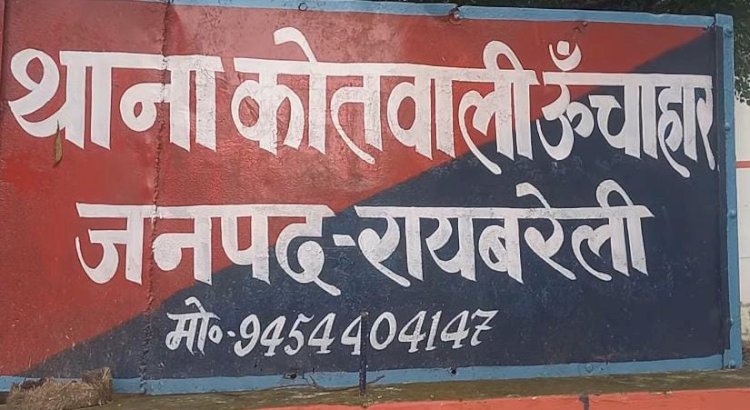 थाना कोतवाली ऊँचाहार
जनपद-रायबरेली
मो०-9454404147